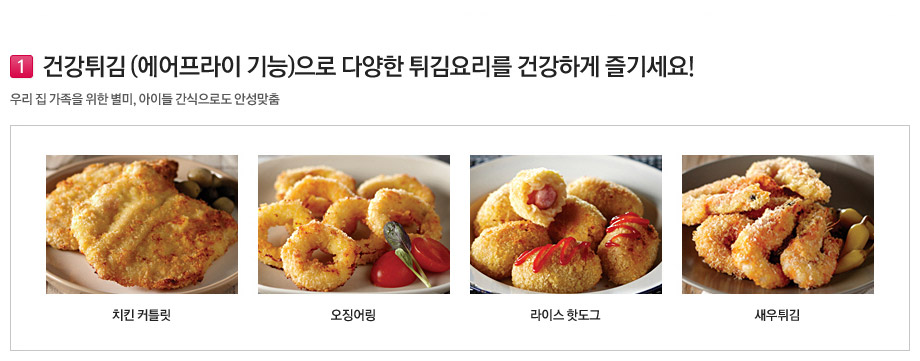 1 건강튀김 (에어프라이 기능)으로 다양한 튀김요리를 건강하게 즐기세요!
우리 집 가족을 위한 별미, 아이들 간식으로도 안성맞춤
치킨 커틀릿
오징어링
라이스 핫도그
새우튀김